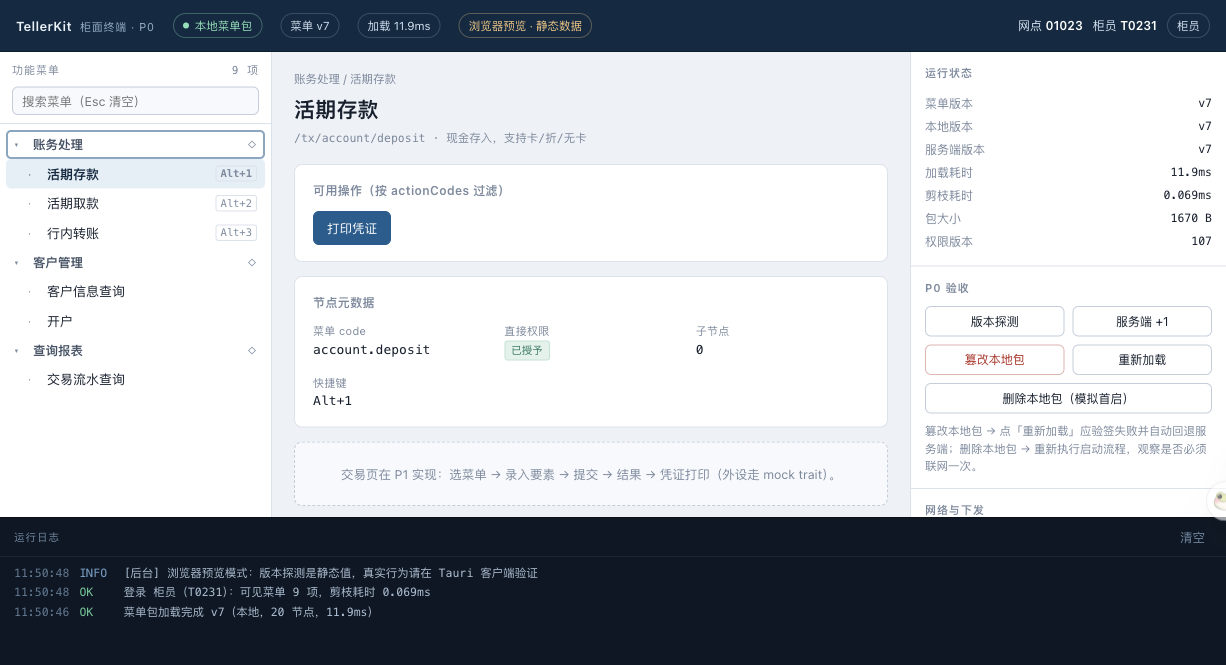 TellerKit 柜面终端 · P0
本地菜单包
菜单 v7
加载 11.9ms
浏览器预览 · 静态数据
网点 01023 柜员 T0231 柜员
功能菜单 9 项
搜索菜单（Esc 清空）
账务处理
活期存款 Alt+1
活期取款 Alt+2
行内转账 Alt+3
客户管理
客户信息查询
开户
查询报表
交易流水查询
账务处理 / 活期存款
活期存款
/tx/account/deposit · 现金存入，支持卡/折/无卡
可用操作（按 actionCodes 过滤）
打印凭证
节点元数据
菜单 code 直接权限 子节点
account.deposit 已授予 0
快捷键
Alt+1
交易页在 P1 实现：选菜单 → 录入要素 → 提交 → 结果 → 凭证打印（外设走 mock trait）。
运行状态
菜单版本 v7
本地版本 v7
服务端版本 v7
加载耗时 11.9ms
剪枝耗时 0.069ms
包大小 1670 B
权限版本 107
P0 验收
版本探测 服务端 +1
篡改本地包 重新加载
删除本地包（模拟首启）
篡改本地包 → 点「重新加载」应验签失败并自动回退服
务端；删除本地包 → 重新执行启动流程，观察是否必须
联网一次。
网络与下发
运行日志 清空
11:50:48 INFO [后台] 浏览器预览模式：版本探测是静态值，真实行为请在 Tauri 客户端验证
11:50:48 OK 登录 柜员（T0231）：可见菜单 9 项，剪枝耗时 0.069ms
11:50:46 OK 菜单包加载完成 v7（本地，20 节点，11.9ms）